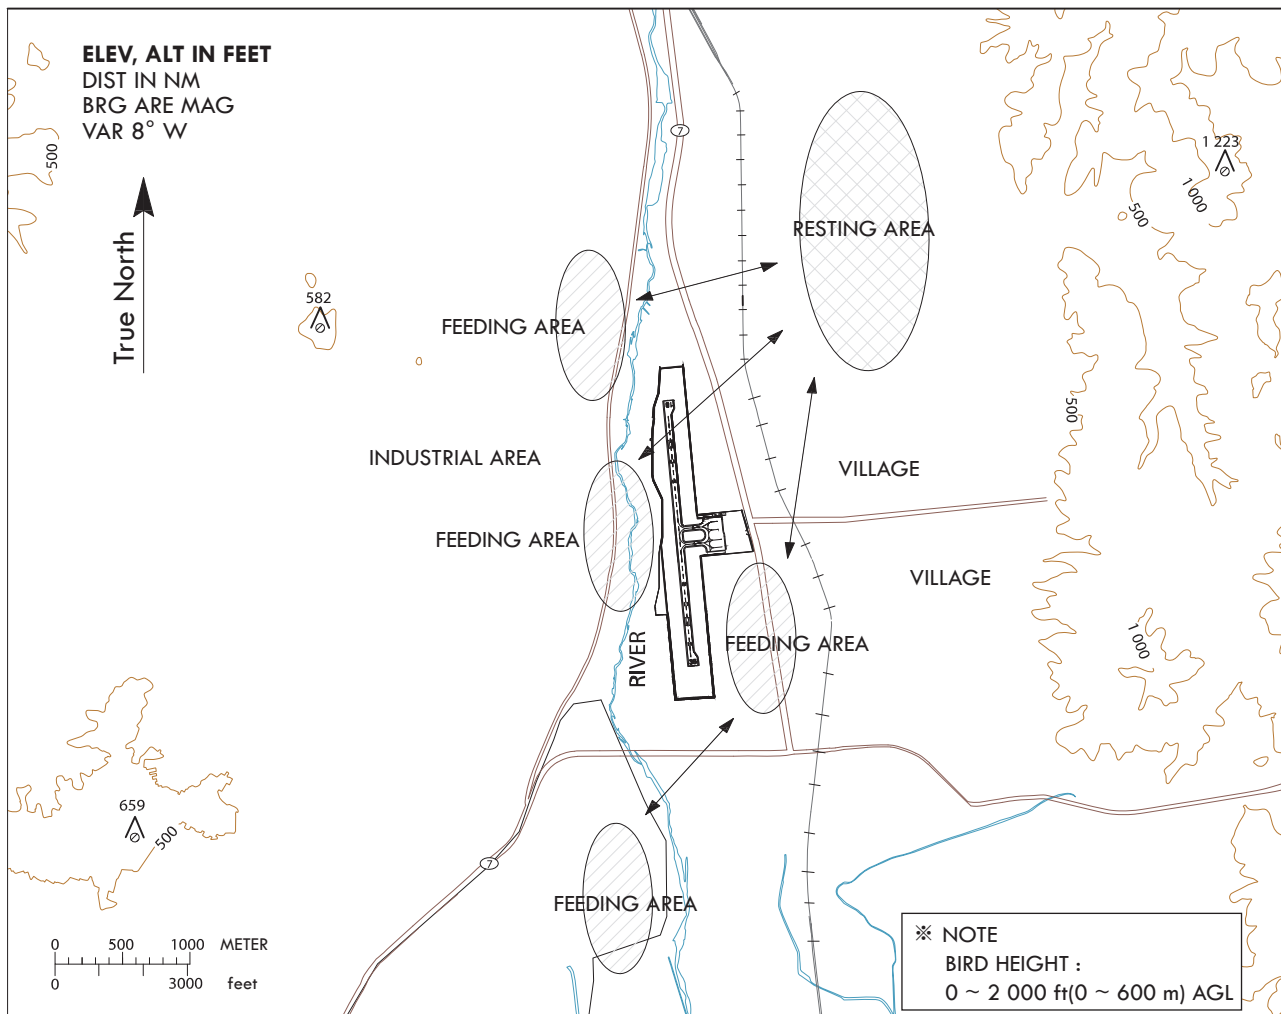 ELEV, ALT IN FEET
DIST IN NM
BRG ARE MAG
VAR 8° W
True North
500
7
1 223
1 000
500
RESTING AREA
582
FEEDING AREA
500
INDUSTRIAL AREA
VILLAGE
FEEDING AREA
VILLAGE
RIVER
FEEDING AREA
1 000
659
500
7
FEEDING AREA
0 500 1000 METER
0 3000 feet
※ NOTE
BIRD HEIGHT :
0 ~ 2 000 ft(0 ~ 600 m) AGL